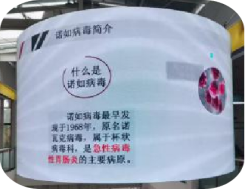 诺如病毒简介
什么是
诺如病毒
诺如病毒最早发
现于1968年，原名诺
瓦克病毒，属于杯状
病毒科，是急性病毒
性胃肠炎的主要病原。